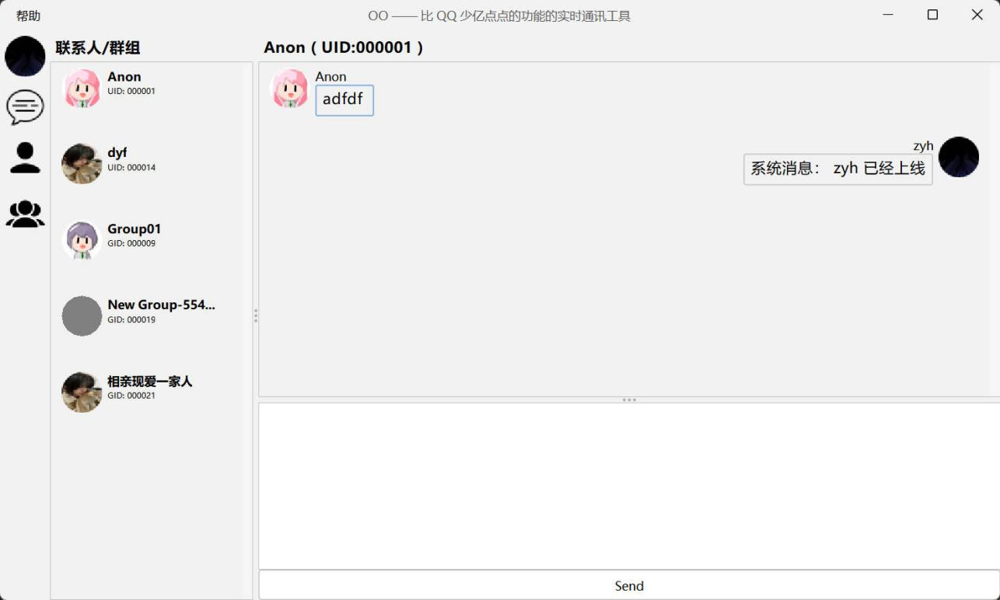 帮助
OO —— 比 QQ 少亿点点的功能的实时通讯工具
联系人/群组
Anon
UID: 000001
dyf
UID: 000014
Group01
GID: 000009
New Group-554...
GID: 000019
相亲现爱一家人
GID: 000021
Anon ( UID:000001 )
Anon
adfdf
zyh
系统消息： zyh 已经上线
Send